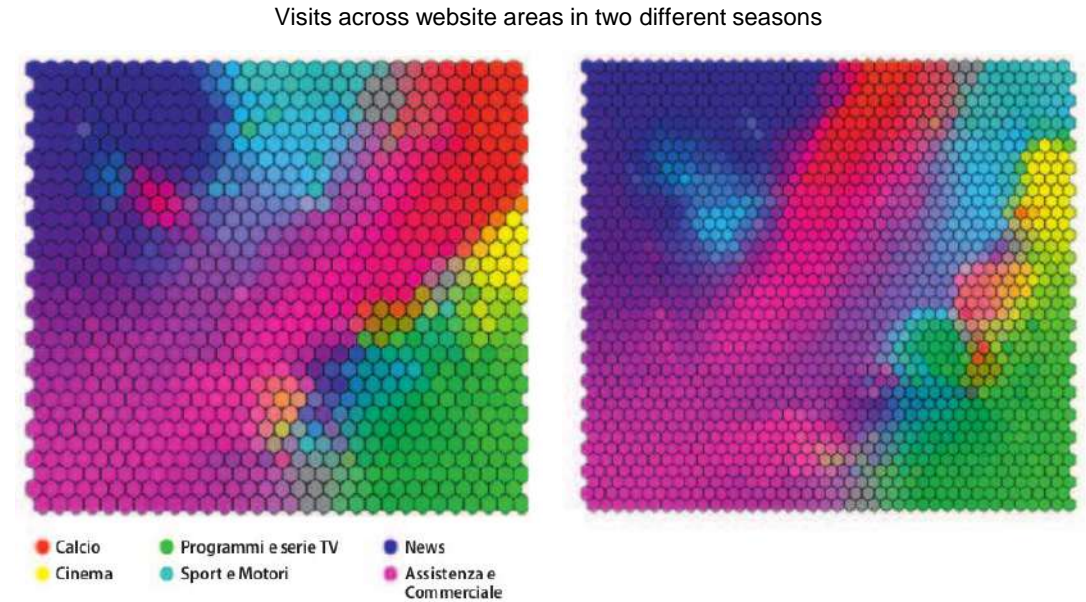 Visits across website areas in two different seasons
Calcio
Programmi e serie TV
News
Cinema
Sport e Motori
Assistenza e
Commerciale